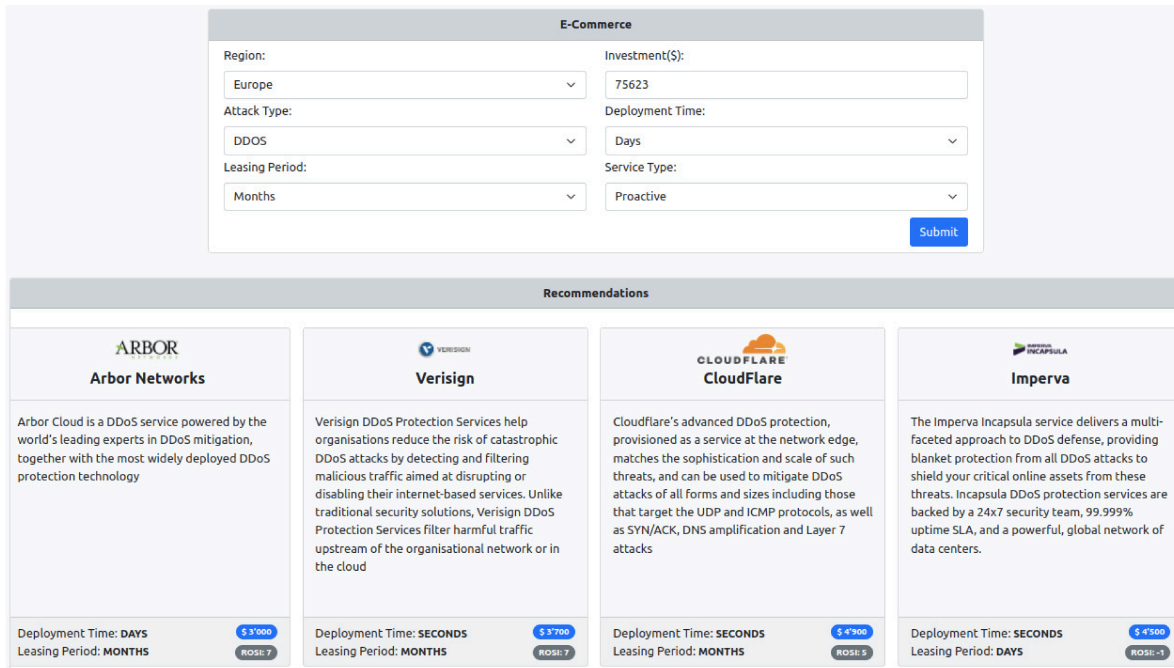 E-Commerce
Region:
Investment($):
Europe
75623
Attack Type:
Deployment Time:
DDOS
Days
Leasing Period:
Service Type:
Months
Proactive
Submit
Recommendations
ARBOR
NETWORKS
Arbor Networks
Arbor Cloud is a DDoS service powered by the
world's leading experts in DDoS mitigation,
together with the most widely deployed DDoS
protection technology
Deployment Time: DAYS
$ 3'000
Leasing Period: MONTHS
ROSI: 7
VERISIGN
Verisign
Verisign DDoS Protection Services help
organisations reduce the risk of catastrophic
DDoS attacks by detecting and filtering
malicious traffic aimed at disrupting or
disabling their internet-based services. Unlike
traditional security solutions, Verisign DDoS
Protection Services filter harmful traffic
upstream of the organisational network or in
the cloud
Deployment Time: SECONDS
$ 3'700
Leasing Period: MONTHS
ROSI: 7
CLOUDFLARE
CloudFlare
Cloudflare's advanced DDoS protection,
provisioned as a service at the network edge,
matches the sophistication and scale of such
threats, and can be used to mitigate DDoS
attacks of all forms and sizes including those
that target the UDP and ICMP protocols, as well
as SYN/ACK, DNS amplification and Layer 7
attacks
Deployment Time: SECONDS
$ 4'900
Leasing Period: MONTHS
ROSI: 5
IMPERVA
INCAPSULA
Imperva
The Imperva Incapsula service delivers a multi-
faceted approach to DDoS defense, providing
blanket protection from all DDoS attacks to
shield your critical online assets from these
threats. Incapsula DDoS protection services are
backed by a 24x7 security team, 99.999%
uptime SLA, and a powerful, global network of
data centers.
Deployment Time: SECONDS
$ 4'500
Leasing Period: DAYS
ROSI: -1